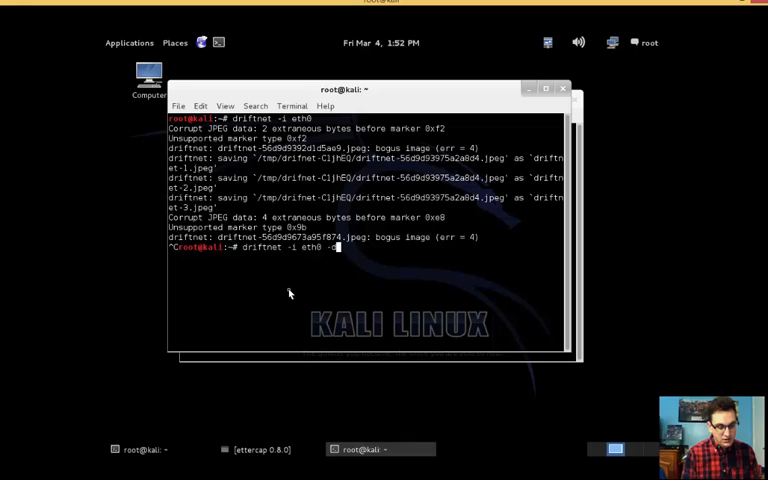 root@kali
Applications Places Fri Mar 4, 1:52 PM root
Computer
root@kali: ~
File Edit View Search Terminal Help
root@kali:~# driftnet -i eth0
Corrupt JPEG data: 2 extraneous bytes before marker 0xf2
Unsupported marker type 0xf2
driftnet: driftnet-56d9d9392d1d5ae9.jpeg: bogus image (err = 4)
driftnet: saving `/tmp/drifnet-CljhEQ/driftnet-56d9d93975a2a8d4.jpeg' as `driftn
et-1.jpeg'
driftnet: saving `/tmp/drifnet-CljhEQ/driftnet-56d9d93975a2a8d4.jpeg' as `driftn
et-2.jpeg'
driftnet: saving `/tmp/drifnet-CljhEQ/driftnet-56d9d93975a2a8d4.jpeg' as `driftn
et-3.jpeg'
Corrupt JPEG data: 4 extraneous bytes before marker 0xe8
Unsupported marker type 0x9b
driftnet: driftnet-56d9d9673a95f874.jpeg: bogus image (err = 4)
^Croot@kali:~# driftnet -i eth0 -d
KALI LINUX
root@kali: ~ [ettercap 0.8.0] root@kali: ~